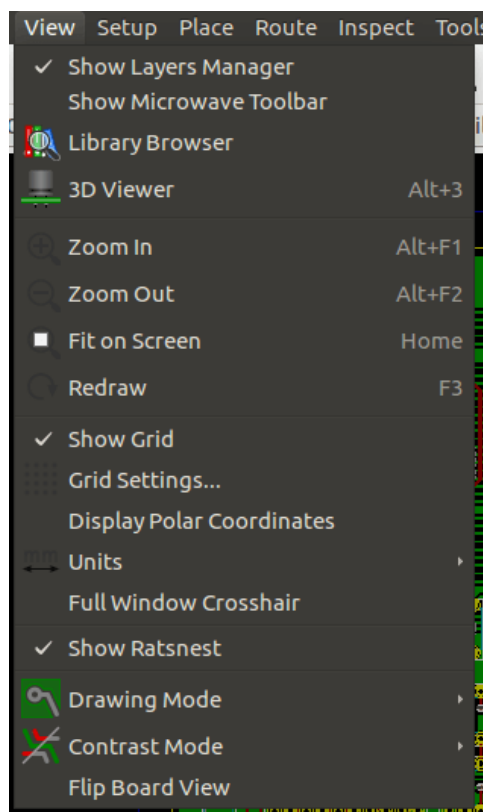 View Setup Place Route Inspect Tools
Show Layers Manager
Show Microwave Toolbar
Library Browser
3D Viewer Alt+3
Zoom In Alt+F1
Zoom Out Alt+F2
Fit on Screen Home
Redraw F3
Show Grid
Grid Settings...
Display Polar Coordinates
mm
Units
Full Window Crosshair
Show Ratsnest
Drawing Mode
Contrast Mode
Flip Board View